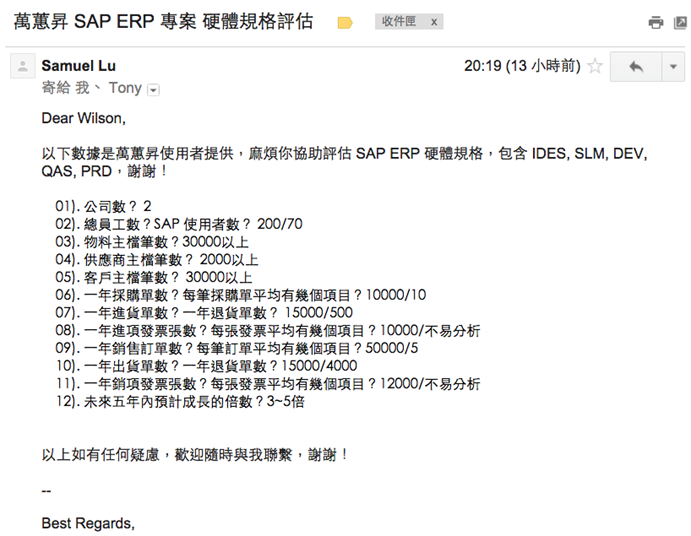 萬蕙昇 SAP ERP 專案 硬體規格評估
收件匣 x
Samuel Lu
20:19 (13 小時前)
寄給 我、 Tony
Dear Wilson,
以下數據是萬蕙昇使用者提供，麻煩你協助評估 SAP ERP 硬體規格，包含 IDES, SLM, DEV,
QAS, PRD，謝謝！
01). 公司數？ 2
02). 總員工數？SAP 使用者數？ 200/70
03). 物料主檔筆數？30000以上
04). 供應商主檔筆數？ 2000以上
05). 客戶主檔筆數？ 30000以上
06). 一年採購單數？每筆採購單平均有幾個項目？10000/10
07). 一年進貨單數？一年退貨單數？ 15000/500
08). 一年進項發票張數？每張發票平均有幾個項目？10000/不易分析
09). 一年銷售訂單數？每筆訂單平均有幾個項目？50000/5
10). 一年出貨單數？一年退貨單數？15000/4000
11). 一年銷項發票張數？每張發票平均有幾個項目？12000/不易分析
12). 未來五年內預計成長的倍數？3~5倍
以上如有任何疑慮，歡迎隨時與我聯繫，謝謝！
--
Best Regards,